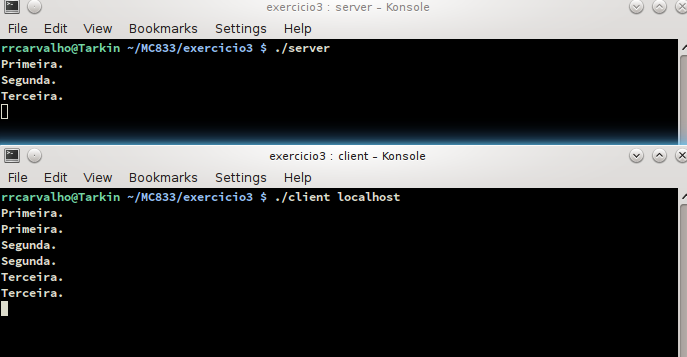 exercicio3 : server – Konsole
File Edit View Bookmarks Settings Help
rrcarvalho@Tarkin ~/MC833/exercicio3 $ ./server
Primeira.
Segunda.
Terceira.
exercicio3 : client – Konsole
File Edit View Bookmarks Settings Help
rrcarvalho@Tarkin ~/MC833/exercicio3 $ ./client localhost
Primeira.
Primeira.
Segunda.
Segunda.
Terceira.
Terceira.